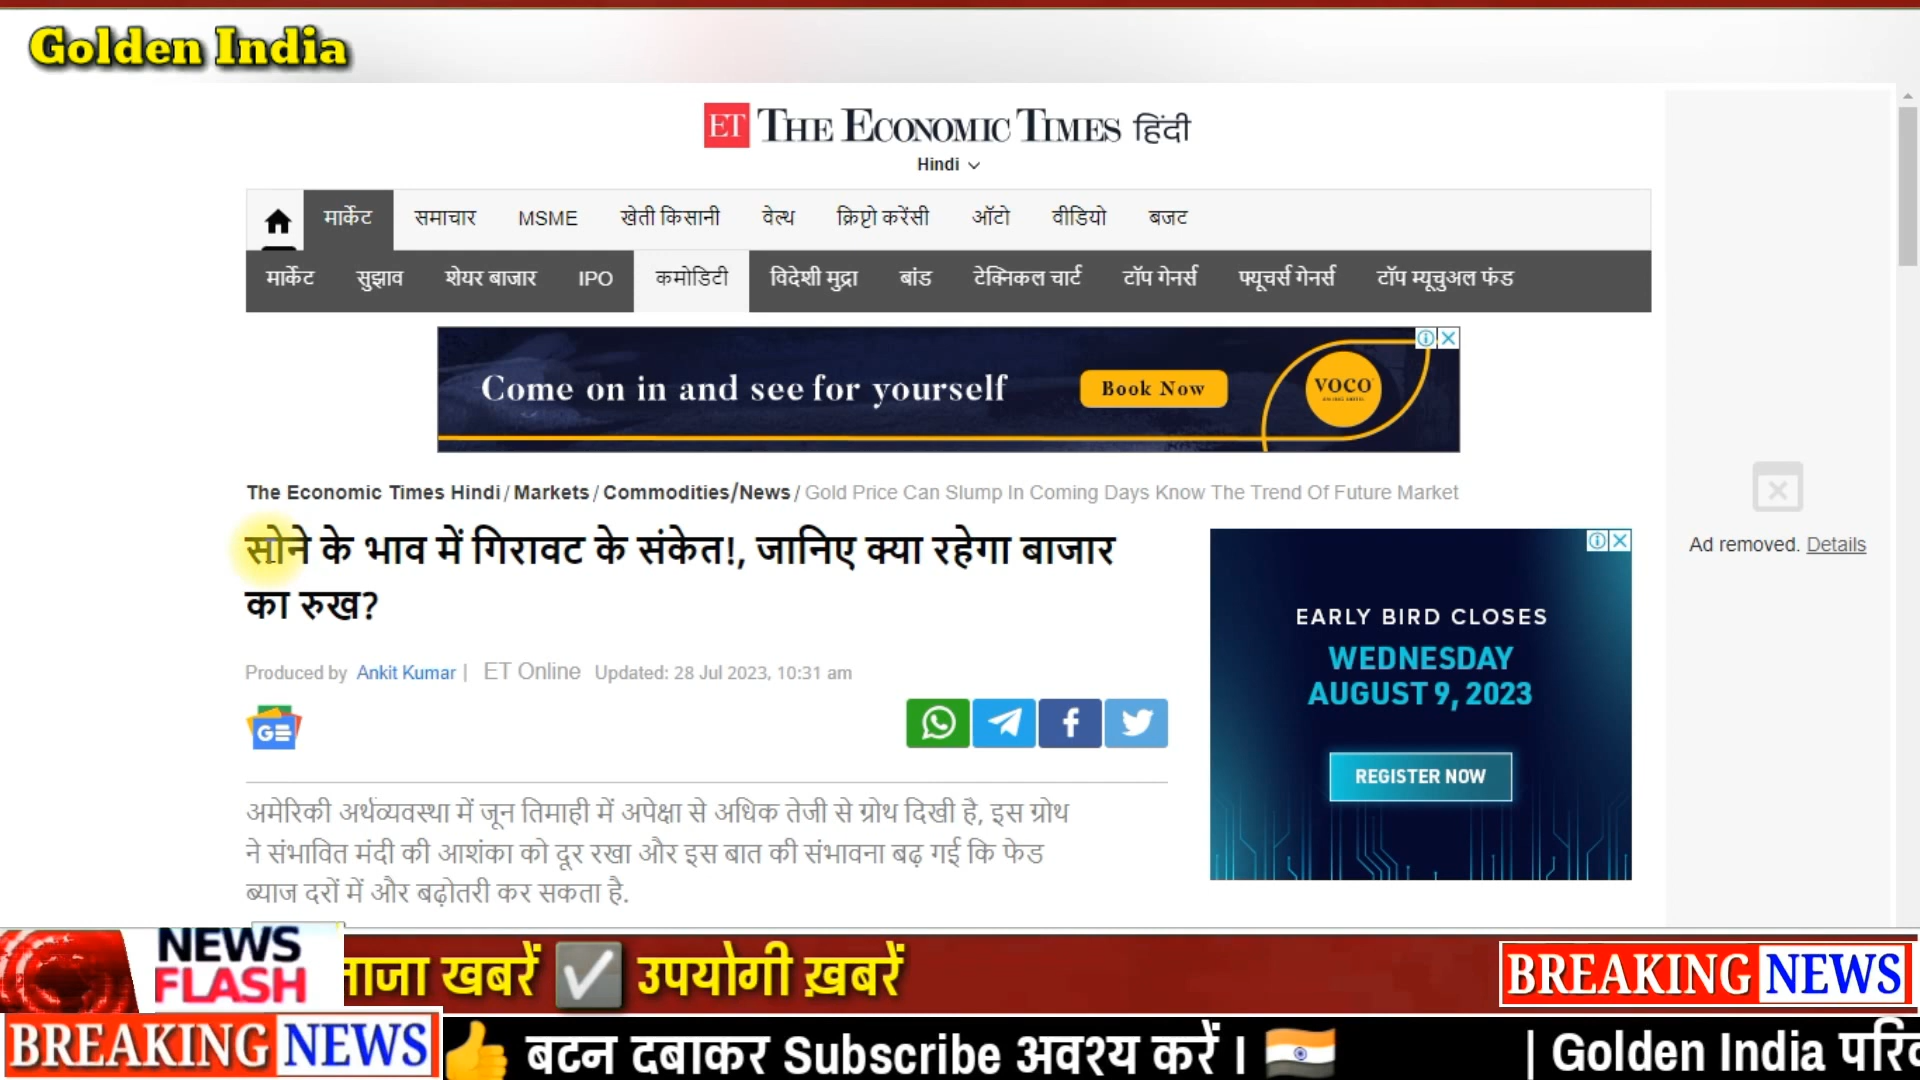 Golden India
ET THE ECONOMIC TIMES हिंदी
Hindi
मार्केट समाचार MSME खेती किसानी वेल्थ क्रिप्टो करेंसी ऑटो वीडियो बजट
मार्केट सुझाव शेयर बाजार IPO कमोडिटी विदेशी मुद्रा बांड टेक्निकल चार्ट टॉप गेनर्स फ्यूचर्स गेनर्स टॉप म्यूचुअल फंड
Come on in and see for yourself Book Now VOCO
The Economic Times Hindi / Markets / Commodities/News / Gold Price Can Slump In Coming Days Know The Trend Of Future Market
सोने के भाव में गिरावट के संकेत!, जानिए क्या रहेगा बाजार
का रुख?
Produced by Ankit Kumar | ET Online Updated: 28 Jul 2023, 10:31 am
GE
अमेरिकी अर्थव्यवस्था में जून तिमाही में अपेक्षा से अधिक तेजी से ग्रोथ दिखी है, इस ग्रोथ
ने संभावित मंदी की आशंका को दूर रखा और इस बात की संभावना बढ़ गई कि फेड
ब्याज दरों में और बढ़ोतरी कर सकता है.
EARLY BIRD CLOSES
WEDNESDAY
AUGUST 9, 2023
REGISTER NOW
Ad removed. Details
NEWS
FLASH
ताजा खबरें ✅ उपयोगी ख़बरें
BREAKING NEWS
BREAKING NEWS
👍 बटन दबाकर Subscribe अवश्य करें । 🇮🇳 | Golden India